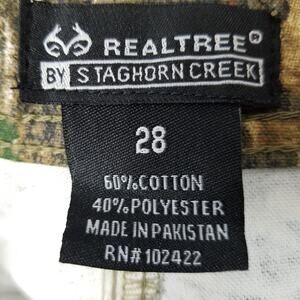 REALTREE®
BY STAGHORN CREEK
28
60%COTTON
40%POLYESTER
MADE IN PAKISTAN
RN#102422